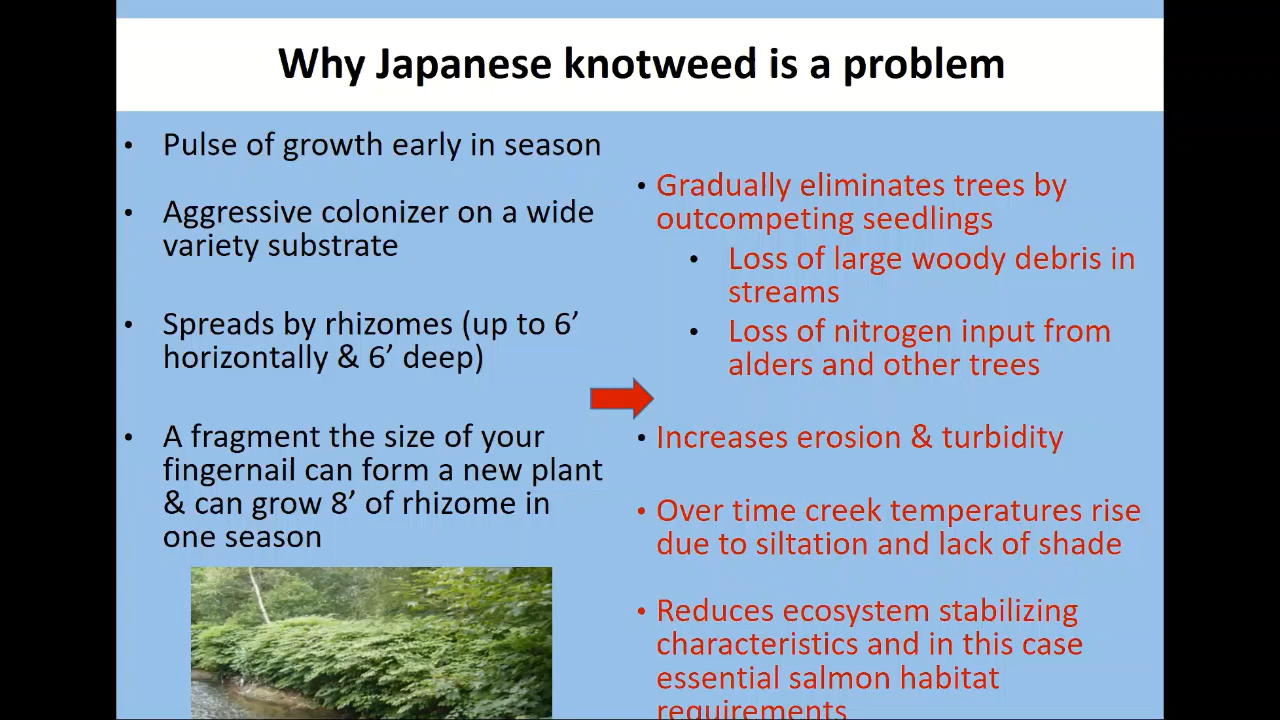 Why Japanese knotweed is a problem
• Pulse of growth early in season
• Aggressive colonizer on a wide
variety substrate
• Spreads by rhizomes (up to 6’
horizontally & 6’ deep)
• A fragment the size of your
fingernail can form a new plant
& can grow 8’ of rhizome in
one season
• Gradually eliminates trees by
outcompeting seedlings
• Loss of large woody debris in
streams
• Loss of nitrogen input from
alders and other trees
• Increases erosion & turbidity
• Over time creek temperatures rise
due to siltation and lack of shade
• Reduces ecosystem stabilizing
characteristics and in this case
essential salmon habitat
requirements